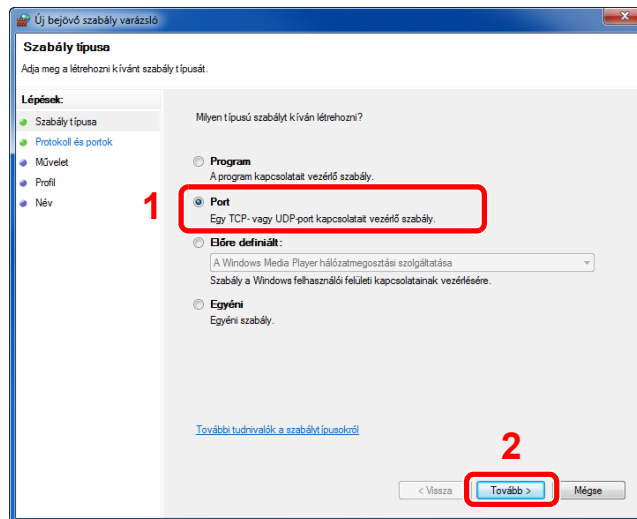 Új bejövő szabály varázsló
Szabály típusa
Adja meg a létrehozni kívánt szabály típusát.
Lépések:
Szabály típusa
Protokoll és portok
Művelet
Profil
Név
Milyen típusú szabályt kíván létrehozni?
Program
A program kapcsolatait vezérlő szabály.
1
Port
Egy TCP- vagy UDP-port kapcsolatait vezérlő szabály.
Előre definiált:
A Windows Media Player hálózatmegosztási szolgáltatása
Szabály a Windows felhasználói felületi kapcsolatainak vezérlésére.
Egyéni
Egyéni szabály.
További tudnivalók a szabálytípusokról
2
< Vissza
Tovább >
Mégse